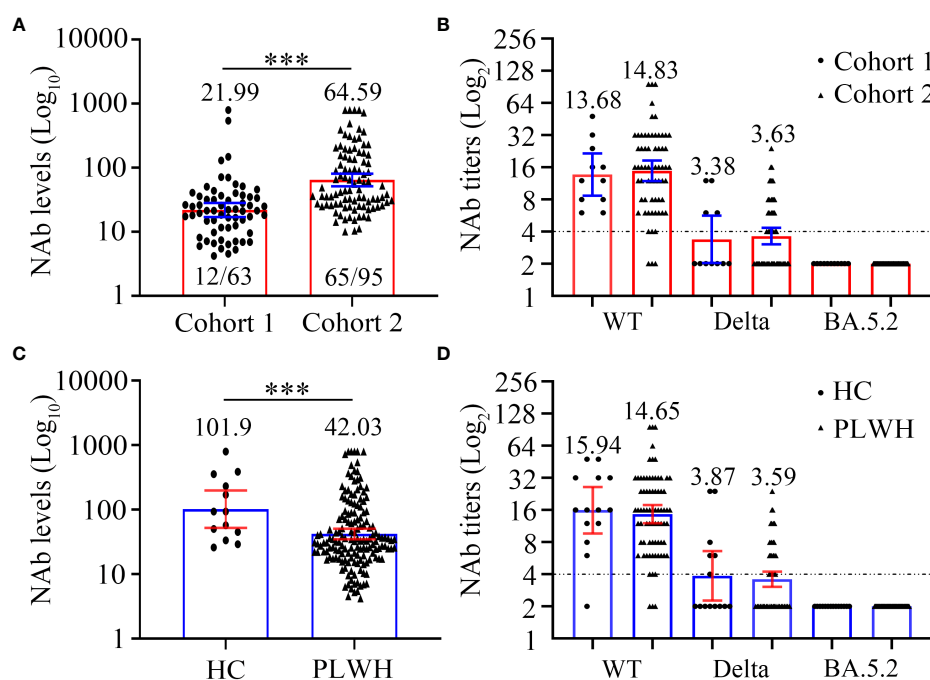 A
NAb levels (Log10)
10000
1000
100
10
1
***
21.99
64.59
12/63
65/95
Cohort 1
Cohort 2
B
NAb titers (Log2)
256
128
64
32
16
8
4
2
1
Cohort 1
Cohort 2
13.68
14.83
3.38
3.63
WT
Delta
BA.5.2
C
NAb levels (Log10)
10000
1000
100
10
1
***
101.9
42.03
HC
PLWH
D
NAb titers (Log2)
256
128
64
32
16
8
4
2
1
HC
PLWH
15.94
14.65
3.87
3.59
WT
Delta
BA.5.2